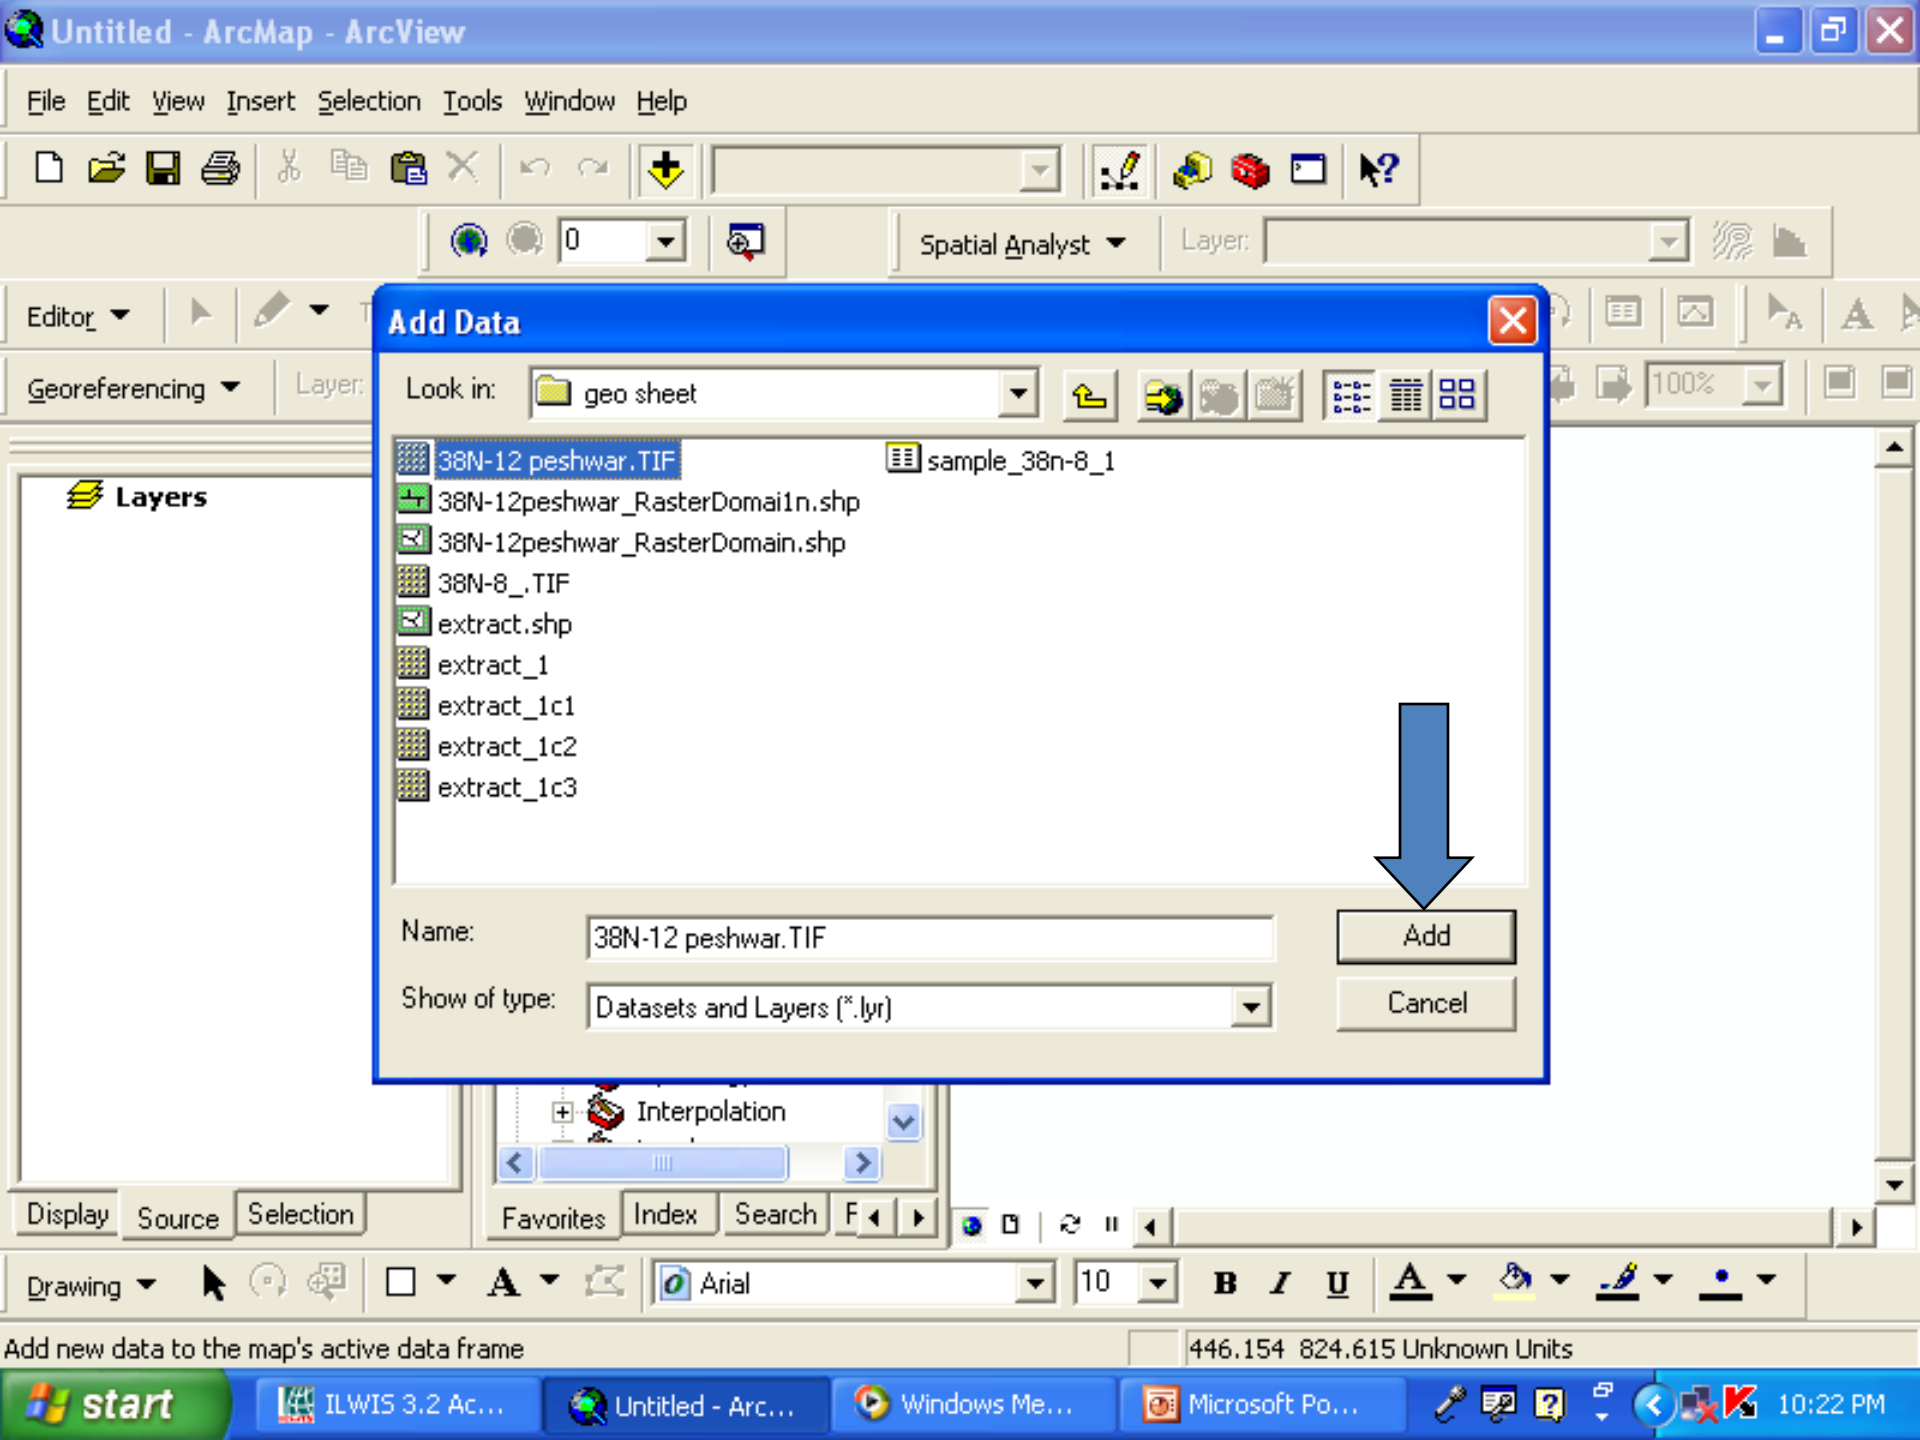 Untitled - ArcMap - ArcView
File Edit View Insert Selection Tools Window Help
0
Spatial Analyst
Layer:
Editor
Georeferencing
Layer:
100%
Add Data
Look in:
geo sheet
38N-12 peshwar.TIF
sample_38n-8_1
38N-12peshwar_RasterDomai1n.shp
38N-12peshwar_RasterDomain.shp
38N-8_.TIF
extract.shp
extract_1
extract_1c1
extract_1c2
extract_1c3
Name:
38N-12 peshwar.TIF
Add
Show of type:
Datasets and Layers (*.lyr)
Cancel
Layers
Interpolation
Display Source Selection
Favorites Index Search F
Drawing
A
Arial
10
B I U A
Add new data to the map's active data frame
446.154 824.615 Unknown Units
start
ILWIS 3.2 Ac...
Untitled - Arc...
Windows Me...
Microsoft Po...
10:22 PM